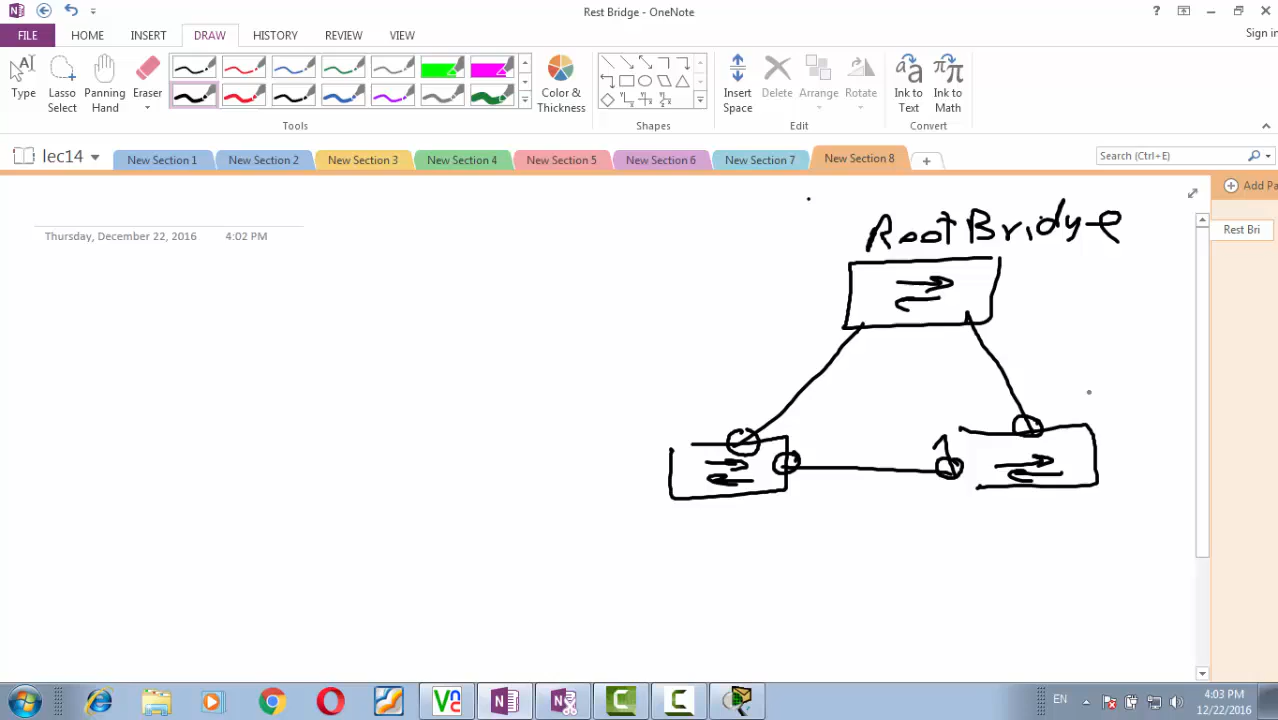 Rest Bridge - OneNote
Sign in
FILE HOME INSERT DRAW HISTORY REVIEW VIEW
Type
Lasso Select
Panning Hand
Eraser
Color & Thickness
Insert Space
Delete
Arrange
Rotate
Ink to Text
Ink to Math
Tools
Shapes
Edit
Convert
lec14
New Section 1
New Section 2
New Section 3
New Section 4
New Section 5
New Section 6
New Section 7
New Section 8
Search (Ctrl+E)
Add Pa
Rest Bri
Thursday, December 22, 2016 4:02 PM
Root Bridge
EN
4:03 PM
12/22/2016